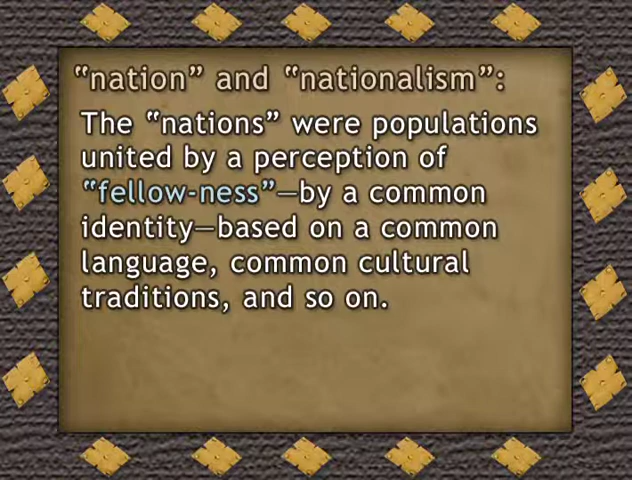 “nation” and “nationalism”:
The “nations” were populations
united by a perception of
“fellow-ness”—by a common
identity—based on a common
language, common cultural
traditions, and so on.